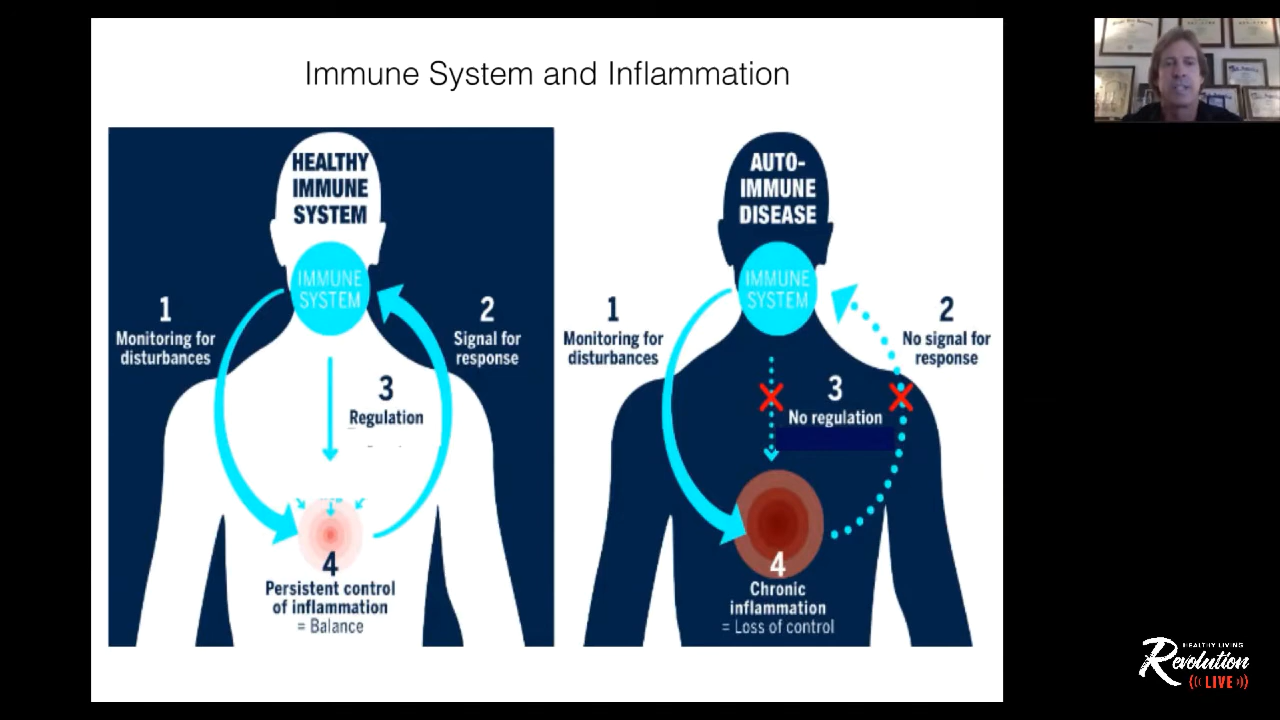 Immune System and Inflammation
HEALTHY
IMMUNE
SYSTEM
IMMUNE
SYSTEM
1
Monitoring for
disturbances
2
Signal for
response
3
Regulation
4
Persistent control
of inflammation
= Balance
AUTO-
IMMUNE
DISEASE
IMMUNE
SYSTEM
1
Monitoring for
disturbances
2
No signal for
response
3
No regulation
4
Chronic
inflammation
= Loss of control
HEALTHY LIVING
Revolution
((( LIVE )))